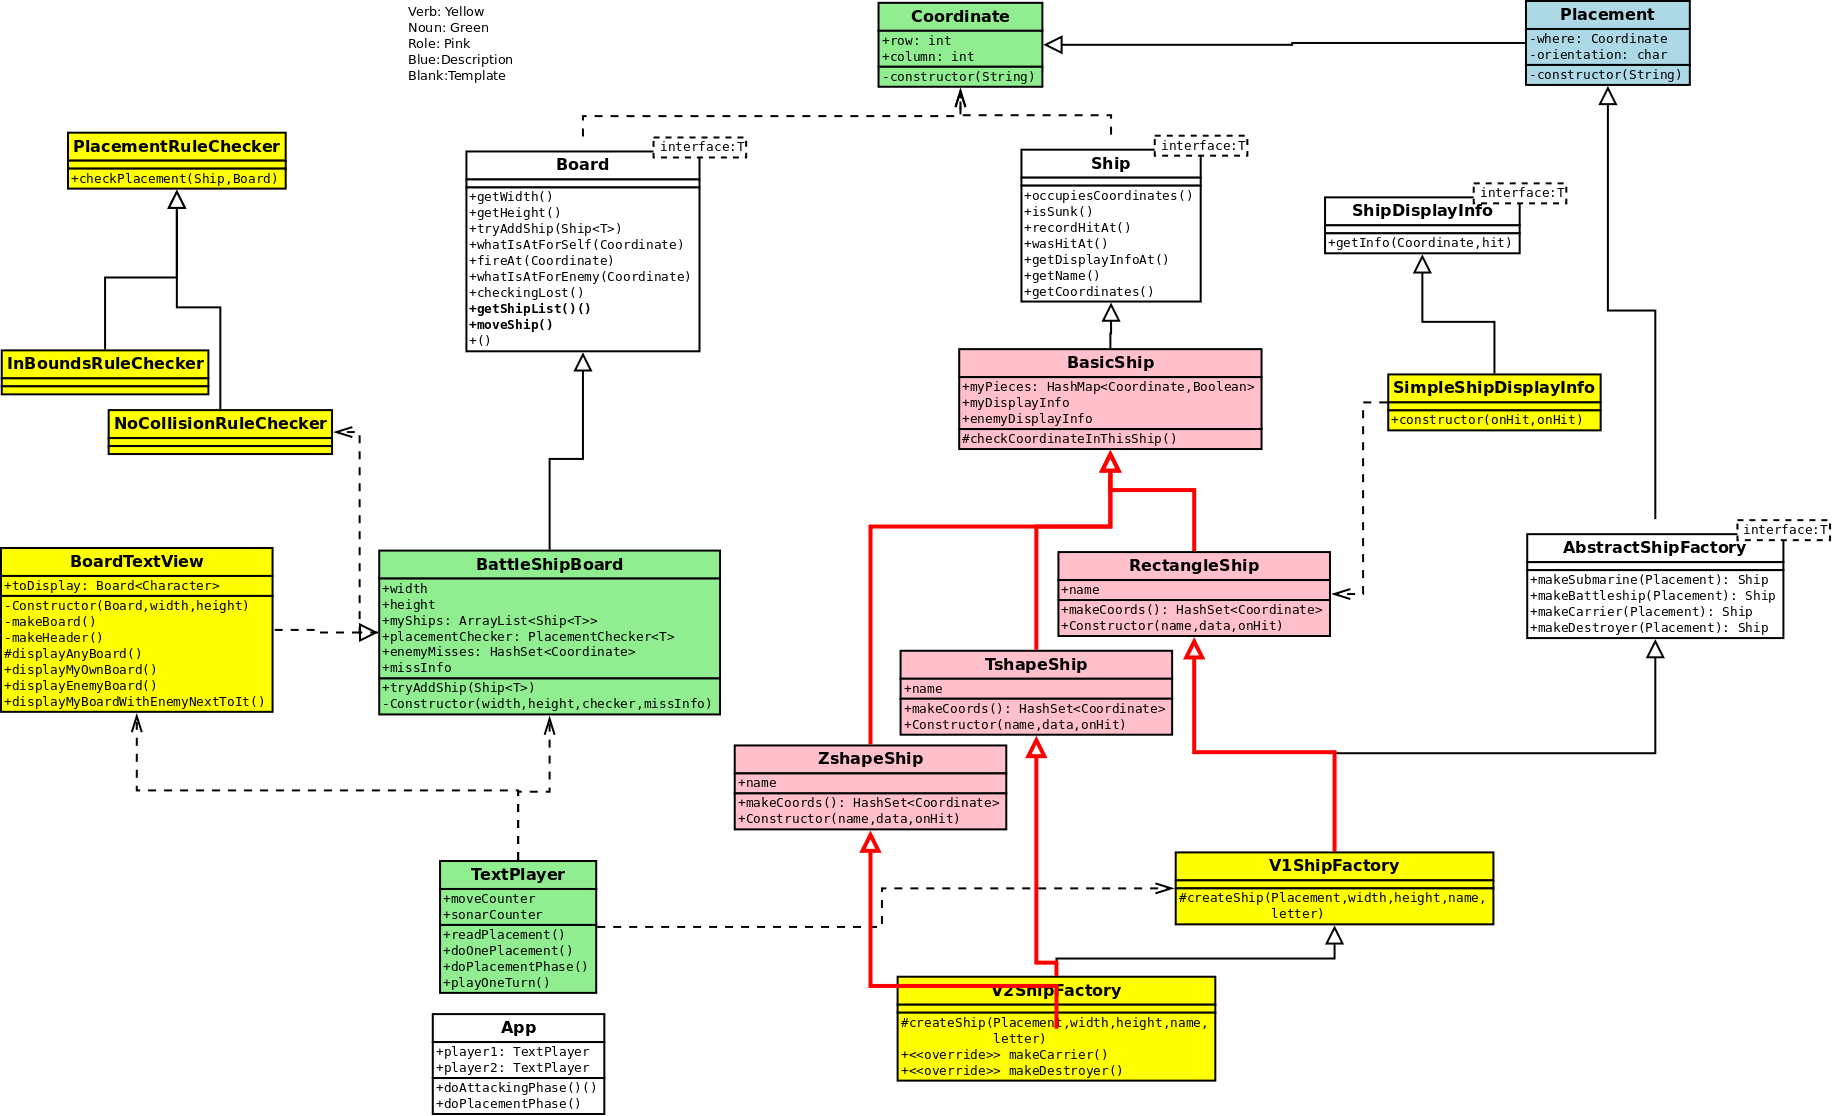 Verb: Yellow
Noun: Green
Role: Pink
Blue:Description
Blank:Template
Coordinate
+row: int
+column: int
-constructor(String)
Placement
-where: Coordinate
-orientation: char
-constructor(String)
PlacementRuleChecker
+checkPlacement(Ship,Board)
interface:T
Board
+getWidth()
+getHeight()
+tryAddShip(Ship<T>)
+whatIsAtForSelf(Coordinate)
+fireAt(Coordinate)
+whatIsAtForEnemy(Coordinate)
+checkingLost()
+getShipList()()
+moveShip()
+()
interface:T
Ship
+occupiesCoordinates()
+isSunk()
+recordHitAt()
+wasHitAt()
+getDisplayInfoAt()
+getName()
+getCoordinates()
interface:T
ShipDisplayInfo
+getInfo(Coordinate,hit)
InBoundsRuleChecker
NoCollisionRuleChecker
BasicShip
+myPieces: HashMap<Coordinate,Boolean>
+myDisplayInfo
+enemyDisplayInfo
#checkCoordinateInThisShip()
SimpleShipDisplayInfo
+constructor(onHit,onHit)
BoardTextView
+toDisplay: Board<Character>
-Constructor(Board,width,height)
-makeBoard()
-makeHeader()
#displayAnyBoard()
+displayMyOwnBoard()
+displayEnemyBoard()
+displayMyBoardWithEnemyNextToIt()
BattleShipBoard
+width
+height
+myShips: ArrayList<Ship<T>>
+placementChecker: PlacementChecker<T>
+enemyMisses: HashSet<Coordinate>
+missInfo
+tryAddShip(Ship<T>)
-Constructor(width,height,checker,missInfo)
RectangleShip
+name
+makeCoords(): HashSet<Coordinate>
+Constructor(name,data,onHit)
interface:T
AbstractShipFactory
+makeSubmarine(Placement): Ship
+makeBattleship(Placement): Ship
+makeCarrier(Placement): Ship
+makeDestroyer(Placement): Ship
TshapeShip
+name
+makeCoords(): HashSet<Coordinate>
+Constructor(name,data,onHit)
ZshapeShip
+name
+makeCoords(): HashSet<Coordinate>
+Constructor(name,data,onHit)
TextPlayer
+moveCounter
+sonarCounter
+readPlacement()
+doOnePlacement()
+doPlacementPhase()
+playOneTurn()
V1ShipFactory
#createShip(Placement,width,height,name,
letter)
V2ShipFactory
#createShip(Placement,width,height,name,
letter)
+<<override>> makeCarrier()
+<<override>> makeDestroyer()
App
+player1: TextPlayer
+player2: TextPlayer
+doAttackingPhase()()
+doPlacementPhase()